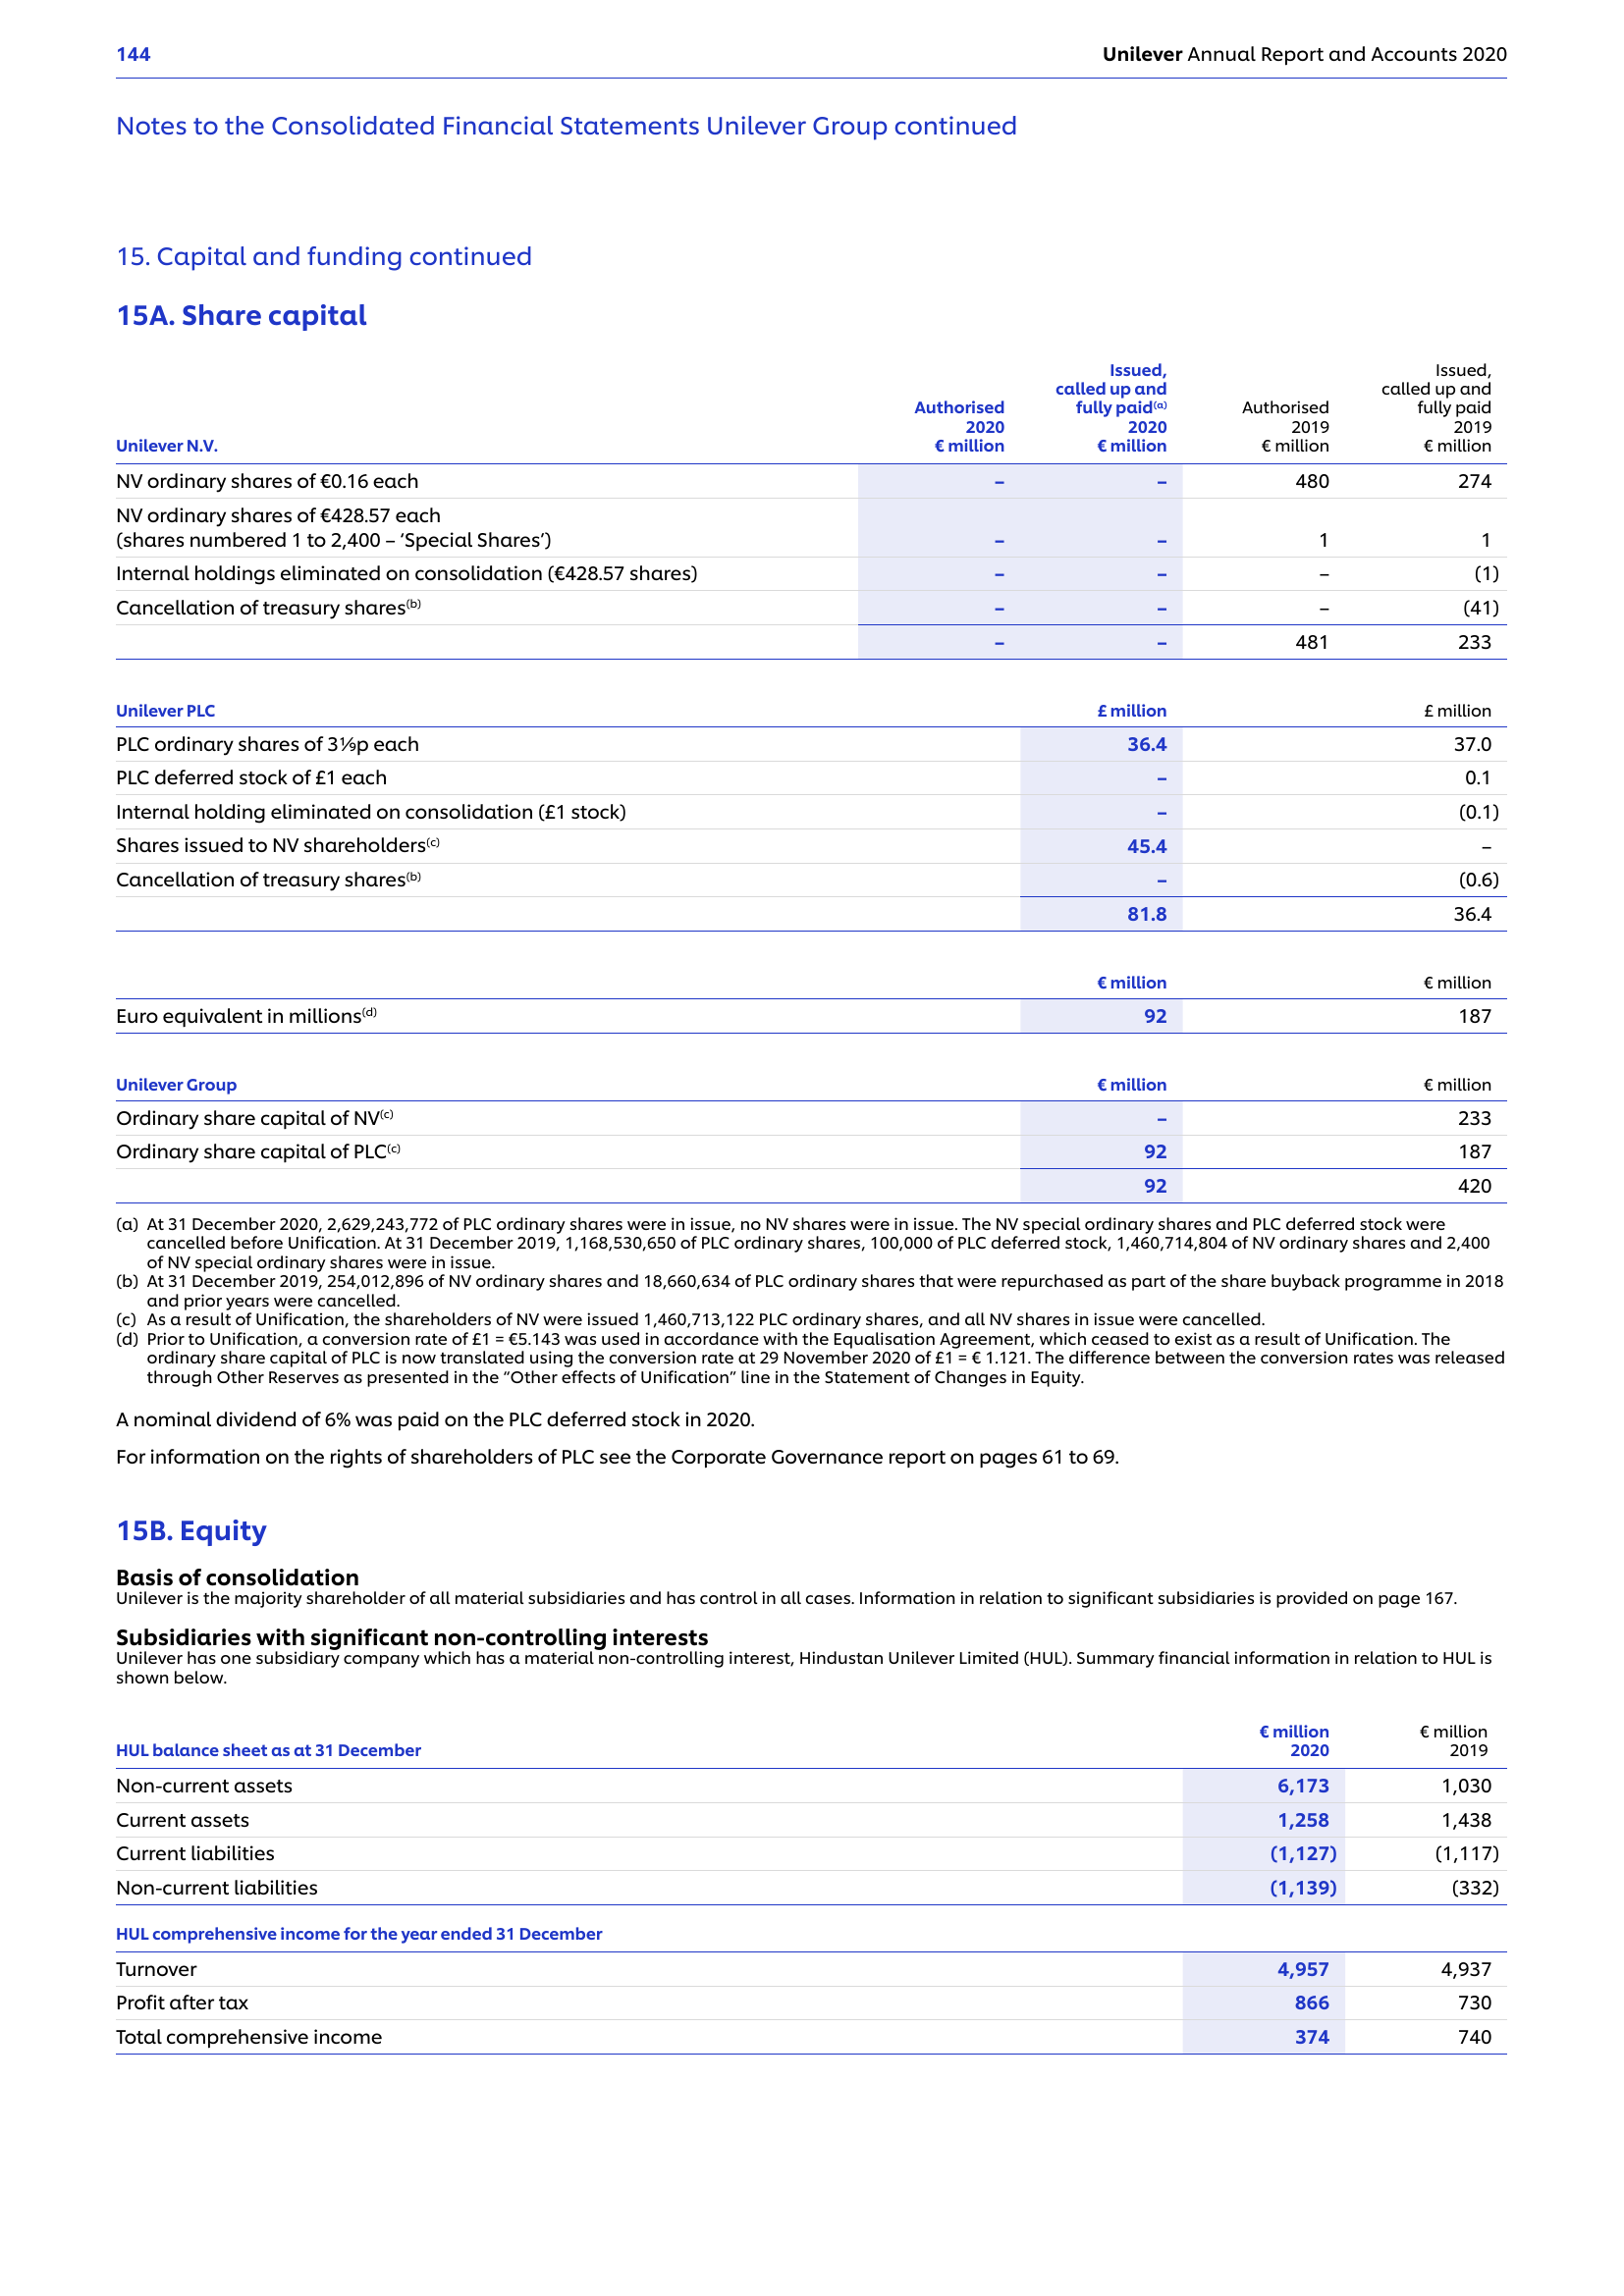 144
Unilever Annual Report and Accounts 2020
Notes to the Consolidated Financial Statements Unilever Group continued
15. Capital and funding continued
15A. Share capital
Unilever N.V.
Authorised
2020
€ million
Issued,
called up and
fully paid(a)
2020
€ million
Authorised
2019
€ million
Issued,
called up and
fully paid
2019
€ million
NV ordinary shares of €0.16 each – – 480 274
NV ordinary shares of €428.57 each
(shares numbered 1 to 2,400 – ‘Special Shares’) – – 1 1
Internal holdings eliminated on consolidation (€428.57 shares) – – – (1)
Cancellation of treasury shares(b) – – – (41)
– – 481 233
Unilever PLC £ million £ million
PLC ordinary shares of 3⅑p each 36.4 37.0
PLC deferred stock of £1 each – 0.1
Internal holding eliminated on consolidation (£1 stock) – (0.1)
Shares issued to NV shareholders(c) 45.4 –
Cancellation of treasury shares(b) – (0.6)
81.8 36.4
€ million € million
Euro equivalent in millions(d) 92 187
Unilever Group € million € million
Ordinary share capital of NV(c) – 233
Ordinary share capital of PLC(c) 92 187
92 420
(a) At 31 December 2020, 2,629,243,772 of PLC ordinary shares were in issue, no NV shares were in issue. The NV special ordinary shares and PLC deferred stock were
cancelled before Unification. At 31 December 2019, 1,168,530,650 of PLC ordinary shares, 100,000 of PLC deferred stock, 1,460,714,804 of NV ordinary shares and 2,400
of NV special ordinary shares were in issue.
(b) At 31 December 2019, 254,012,896 of NV ordinary shares and 18,660,634 of PLC ordinary shares that were repurchased as part of the share buyback programme in 2018
and prior years were cancelled.
(c) As a result of Unification, the shareholders of NV were issued 1,460,713,122 PLC ordinary shares, and all NV shares in issue were cancelled.
(d) Prior to Unification, a conversion rate of £1 = €5.143 was used in accordance with the Equalisation Agreement, which ceased to exist as a result of Unification. The
ordinary share capital of PLC is now translated using the conversion rate at 29 November 2020 of £1 = € 1.121. The difference between the conversion rates was released
through Other Reserves as presented in the “Other effects of Unification” line in the Statement of Changes in Equity.
A nominal dividend of 6% was paid on the PLC deferred stock in 2020.
For information on the rights of shareholders of PLC see the Corporate Governance report on pages 61 to 69.
15B. Equity
Basis of consolidation
Unilever is the majority shareholder of all material subsidiaries and has control in all cases. Information in relation to significant subsidiaries is provided on page 167.
Subsidiaries with significant non-controlling interests
Unilever has one subsidiary company which has a material non-controlling interest, Hindustan Unilever Limited (HUL). Summary financial information in relation to HUL is
shown below.
€ million € million
HUL balance sheet as at 31 December 2020 2019
Non-current assets 6,173 1,030
Current assets 1,258 1,438
Current liabilities (1,127) (1,117)
Non-current liabilities (1,139) (332)
HUL comprehensive income for the year ended 31 December
Turnover 4,957 4,937
Profit after tax 866 730
Total comprehensive income 374 740